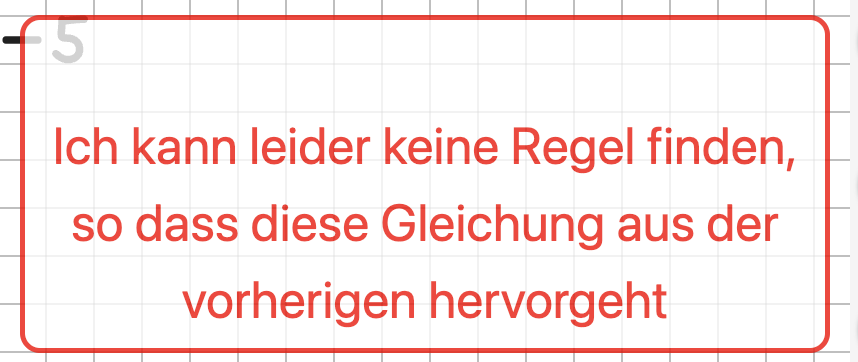 – 5
Ich kann leider keine Regel finden,
so dass diese Gleichung aus der
vorherigen hervorgeht